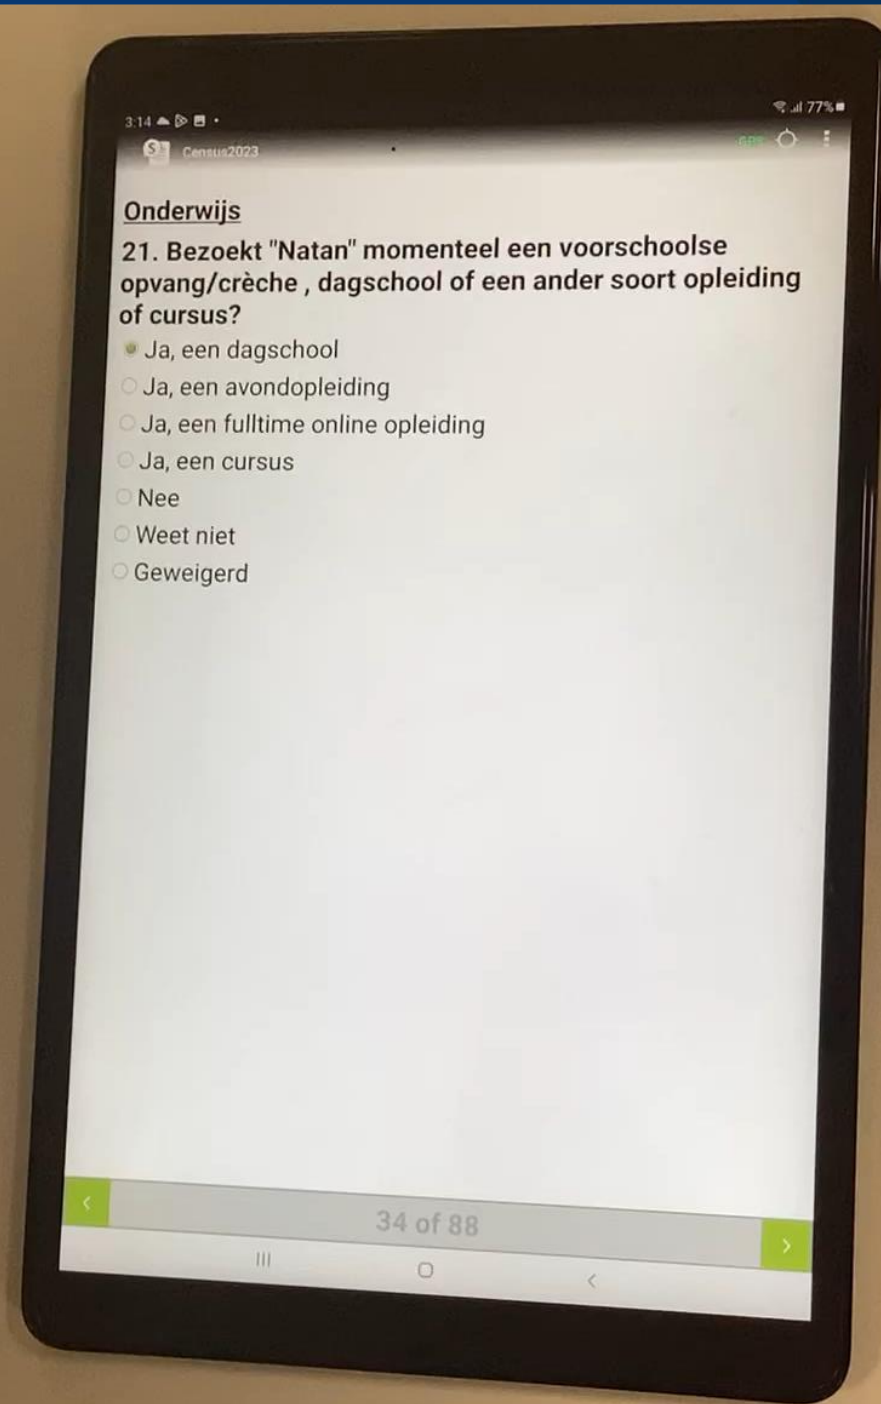 3:14
77%
Census2023
GPS
Onderwijs
21. Bezoekt "Natan" momenteel een voorschoolse
opvang/crèche , dagschool of een ander soort opleiding
of cursus?
Ja, een dagschool
Ja, een avondopleiding
Ja, een fulltime online opleiding
Ja, een cursus
Nee
Weet niet
Geweigerd
34 of 88